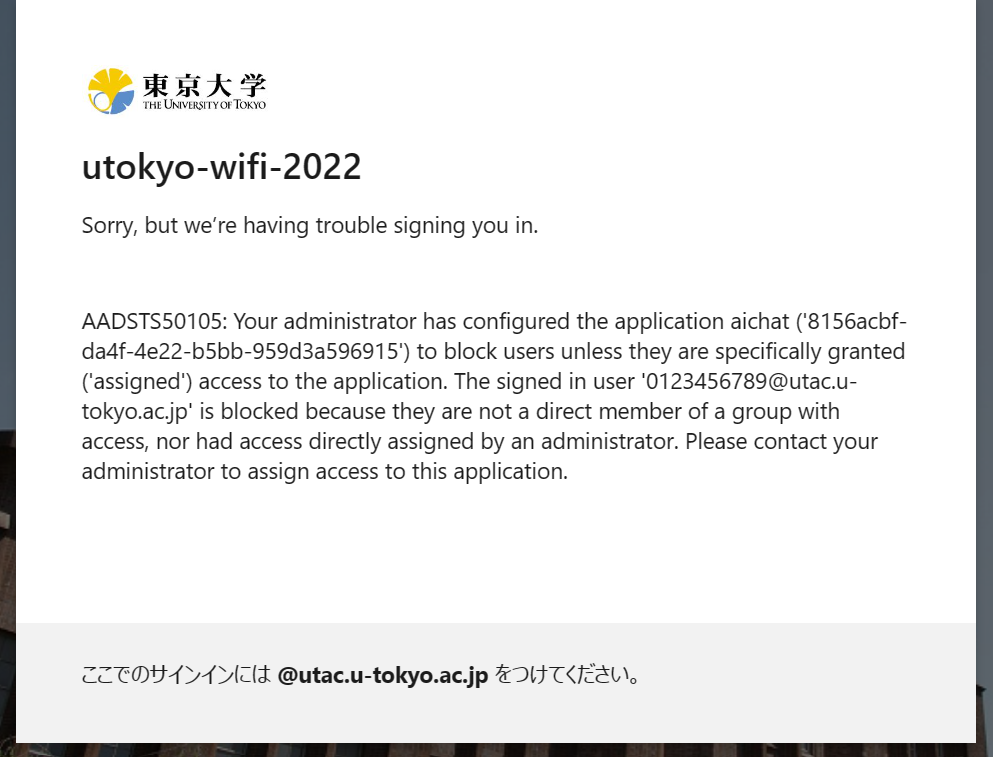 東京大学
THE UNIVERSITY OF TOKYO
utokyo-wifi-2022
Sorry, but we’re having trouble signing you in.
AADSTS50105: Your administrator has configured the application aichat ('8156acbf-
da4f-4e22-b5bb-959d3a596915') to block users unless they are specifically granted
('assigned') access to the application. The signed in user '0123456789@utac.u-
tokyo.ac.jp' is blocked because they are not a direct member of a group with
access, nor had access directly assigned by an administrator. Please contact your
administrator to assign access to this application.
ここでのサインインには @utac.u-tokyo.ac.jp をつけてください。